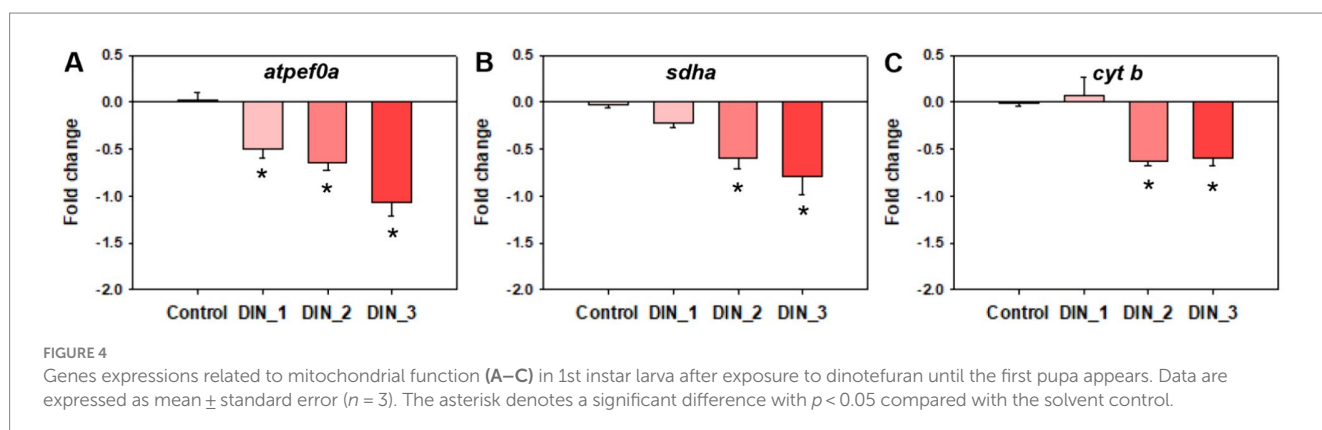 A
atpef0a
Fold change
0.5
0.0
-0.5
-1.0
-1.5
-2.0
*
*
*
Control DIN_1 DIN_2 DIN_3
B
sdha
Fold change
0.5
0.0
-0.5
-1.0
-1.5
-2.0
*
*
Control DIN_1 DIN_2 DIN_3
C
cyt b
Fold change
0.5
0.0
-0.5
-1.0
-1.5
-2.0
*
*
Control DIN_1 DIN_2 DIN_3
FIGURE 4
Genes expressions related to mitochondrial function (A–C) in 1st instar larva after exposure to dinotefuran until the first pupa appears. Data are
expressed as mean ± standard error (n = 3). The asterisk denotes a significant difference with p < 0.05 compared with the solvent control.